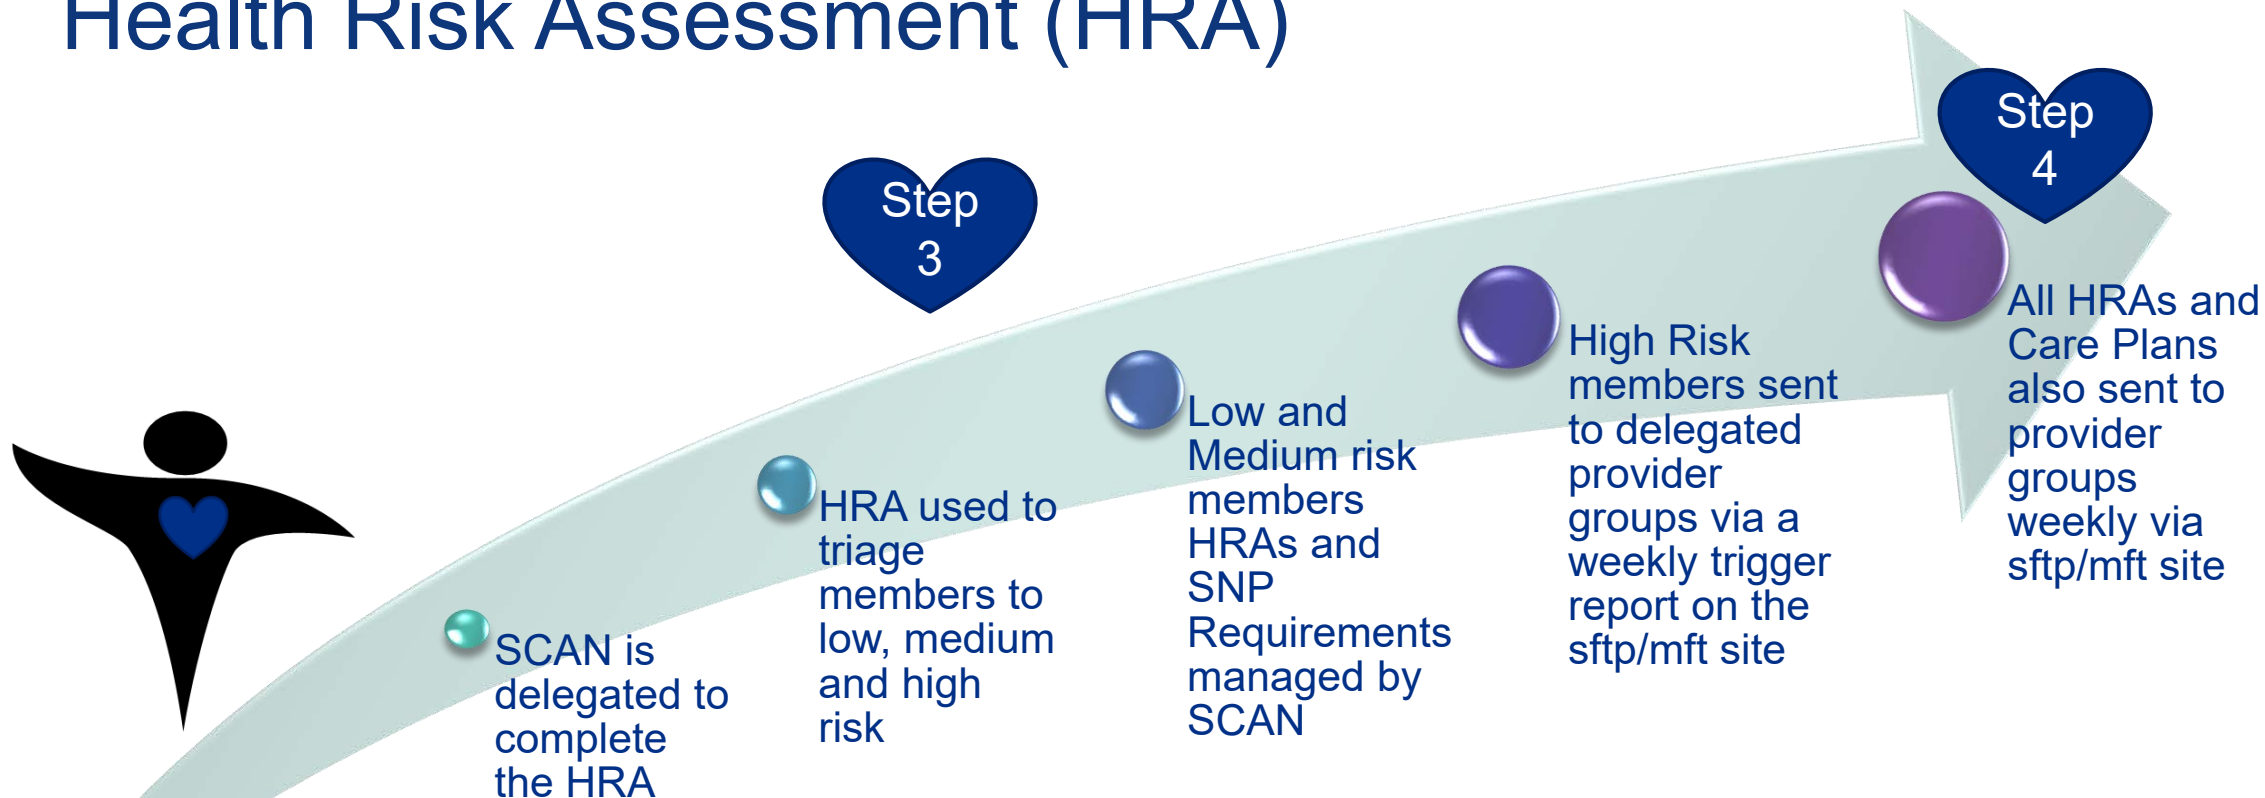 Health Risk Assessment (HRA)
Step
3
Step
4
SCAN is
delegated to
complete
the HRA
HRA used to
triage
members to
low, medium
and high
risk
Low and
Medium risk
members
HRAs and
SNP
Requirements
managed by
SCAN
High Risk
members sent
to delegated
provider
groups via a
weekly trigger
report on the
sftp/mft site
All HRAs and
Care Plans
also sent to
provider
groups
weekly via
sftp/mft site